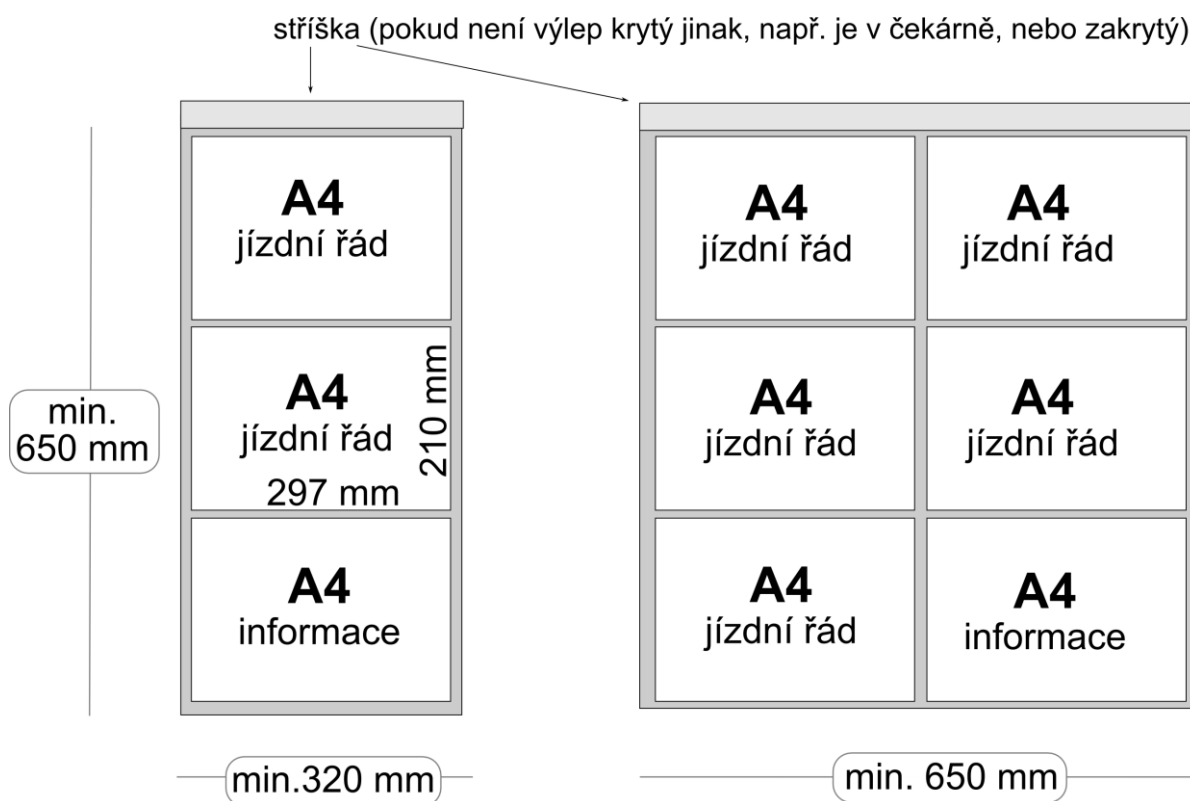 stříška (pokud není výlep krytý jinak, např. je v čekárně, nebo zakrytý)
A4
jízdní řád
A4
jízdní řád
297 mm
210 mm
A4
informace
min.
650 mm
min.320 mm
A4
jízdní řád
A4
jízdní řád
A4
jízdní řád
A4
jízdní řád
A4
jízdní řád
A4
informace
min. 650 mm